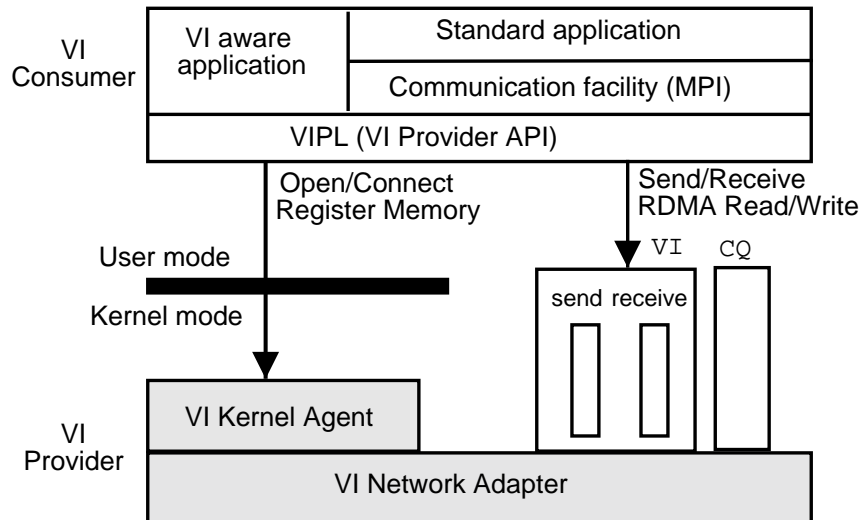 VI
Consumer
VI aware
application
Standard application
Communication facility (MPI)
VIPL (VI Provider API)
Open/Connect
Register Memory
Send/Receive
RDMA Read/Write
User mode
Kernel mode
VI
CQ
send receive
VI
Provider
VI Kernel Agent
VI Network Adapter